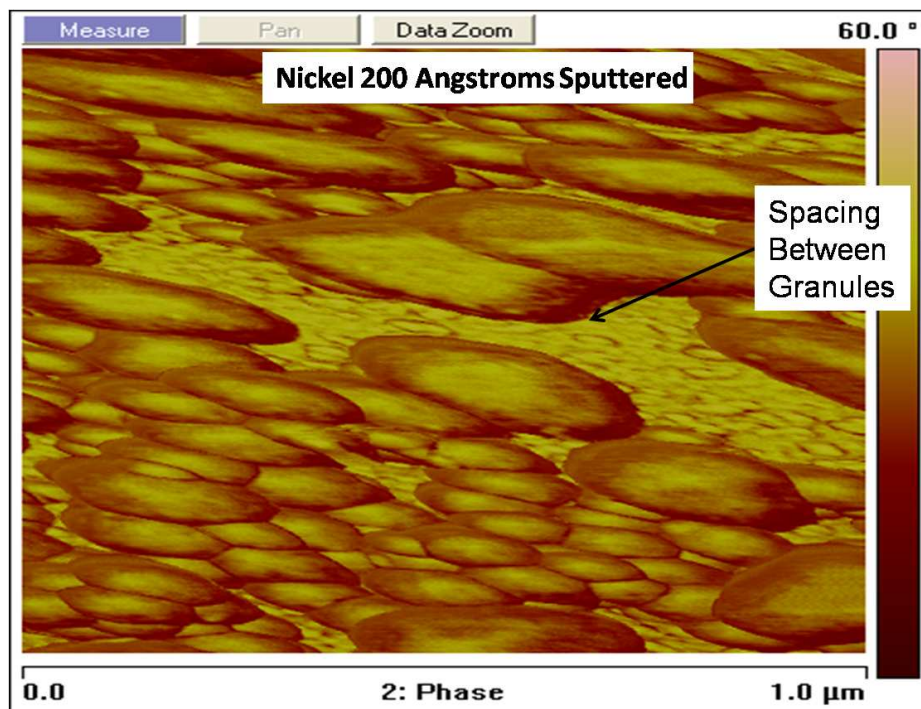 Measure Pan Data Zoom 60.0 °
Nickel 200 Angstroms Sputtered
Spacing
Between
Granules
0.0 2: Phase 1.0 µm